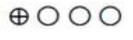 ⊕ ○ ○ ○